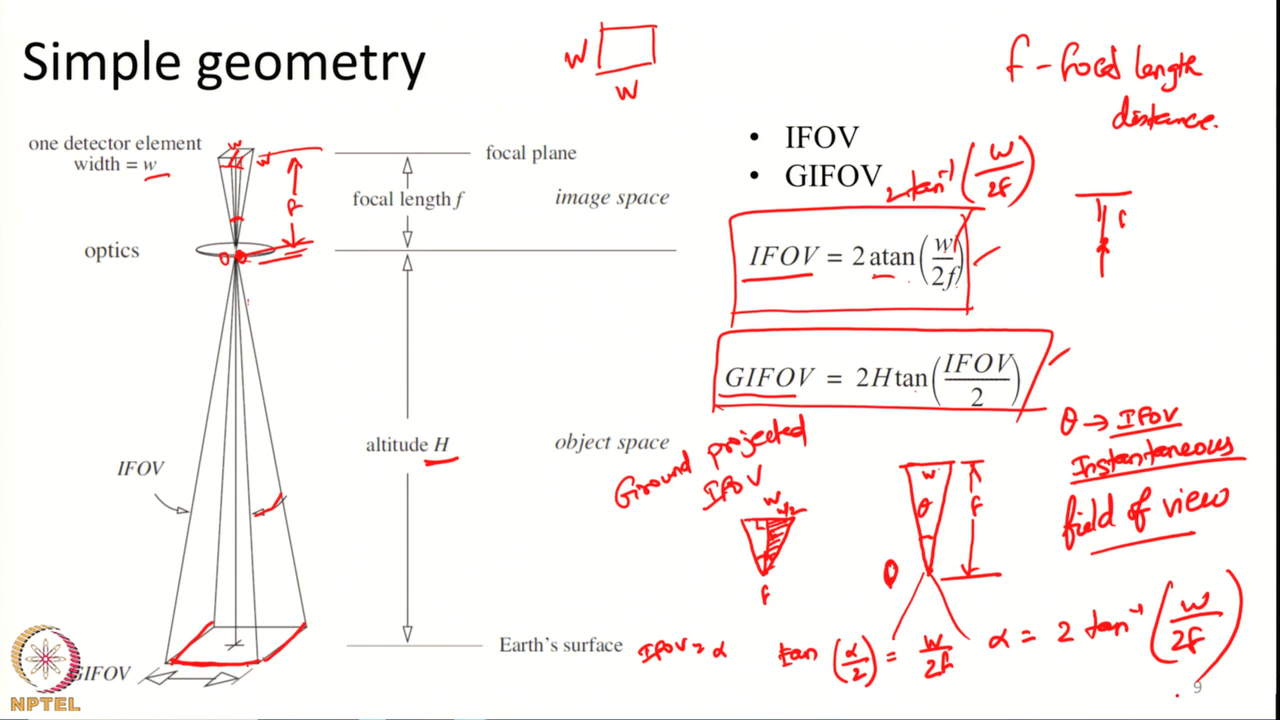 Simple geometry
W
W
f - focal length
distance.
one detector element
width = w
w
w
f
focal plane
focal length f
image space
optics
• IFOV
• GIFOV
2 tan⁻¹ (W/2f)
IFOV = 2 atan (w/2f)
f
GIFOV = 2H tan (IFOV/2)
altitude H
object space
IFOV
Ground projected
IFOV
θ → IFOV
Instantaneous
field of view
W
W/2
f
W
θ
f
O
Earth's surface
IFOV = α
tan (α/2) = W/2f
α = 2 tan⁻¹ (W/2f)
GIFOV
NPTEL
9